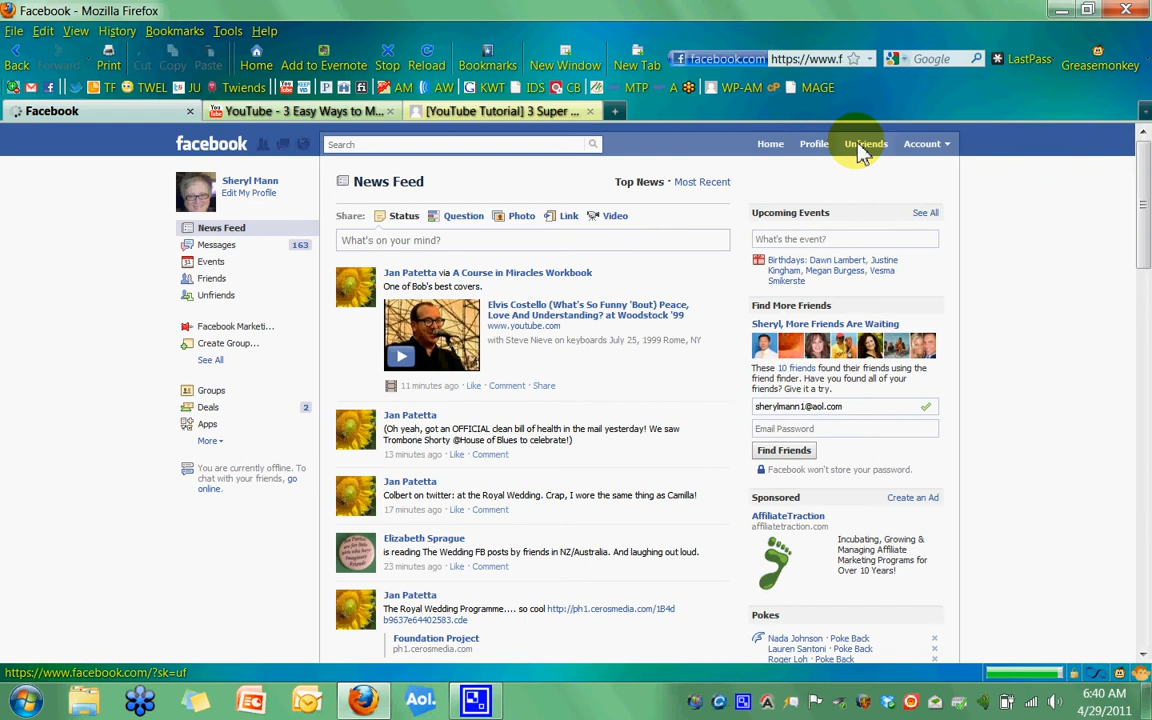 Facebook - Mozilla Firefox
File Edit View History Bookmarks Tools Help
Back Forward Print Cut Copy Paste Home Add to Evernote Stop Reload Bookmarks New Window New Tab facebook.com https://www.f Google LastPass Greasemonkey
TF TWEL JU Twiends AM AW KWT IDS CB MTP A WP-AM MAGE
Facebook YouTube - 3 Easy Ways to M... [YouTube Tutorial] 3 Super ...
facebook Search Home Profile Unfriends Account
Sheryl Mann
Edit My Profile
News Feed
Messages 163
Events
Friends
Unfriends
Facebook Marketi...
Create Group...
See All
Groups
Deals 2
Apps
More
You are currently offline. To
chat with your friends, go
online.
News Feed Top News · Most Recent
Share: Status Question Photo Link Video
What's on your mind?
Jan Patetta via A Course in Miracles Workbook
One of Bob's best covers.
Elvis Costello (What's So Funny 'Bout) Peace,
Love And Understanding? at Woodstock '99
www.youtube.com
with Steve Nieve on keyboards July 25, 1999 Rome, NY
11 minutes ago · Like · Comment · Share
Jan Patetta
(Oh yeah, got an OFFICIAL clean bill of health in the mail yesterday! We saw
Trombone Shorty @House of Blues to celebrate!)
13 minutes ago · Like · Comment
Jan Patetta
Colbert on twitter: at the Royal Wedding. Crap, I wore the same thing as Camilla!
17 minutes ago · Like · Comment
Elizabeth Sprague
is reading The Wedding FB posts by friends in NZ/Australia. And laughing out loud.
23 minutes ago · Like · Comment
Jan Patetta
The Royal Wedding Programme.... so cool http://ph1.cerosmedia.com/1B4d
b9637e64402583.cde
Foundation Project
ph1.cerosmedia.com
Upcoming Events See All
What's the event?
Birthdays: Dawn Lambert, Justine
Kingham, Megan Burgess, Vesma
Smikerste
Find More Friends
Sheryl, More Friends Are Waiting
These 10 friends found their friends using the
friend finder. Have you found all of your
friends? Give it a try.
sherylmann1@aol.com
Email Password
Find Friends
Facebook won't store your password.
Sponsored Create an Ad
AffiliateTraction
affiliatetraction.com
Incubating, Growing &
Managing Affiliate
Marketing Programs for
Over 10 Years!
Pokes
Nada Johnson · Poke Back
Lauren Santoni · Poke Back
Roger Loh · Poke Back
https://www.facebook.com/?sk=uf
Aol.
6:40 AM
4/29/2011